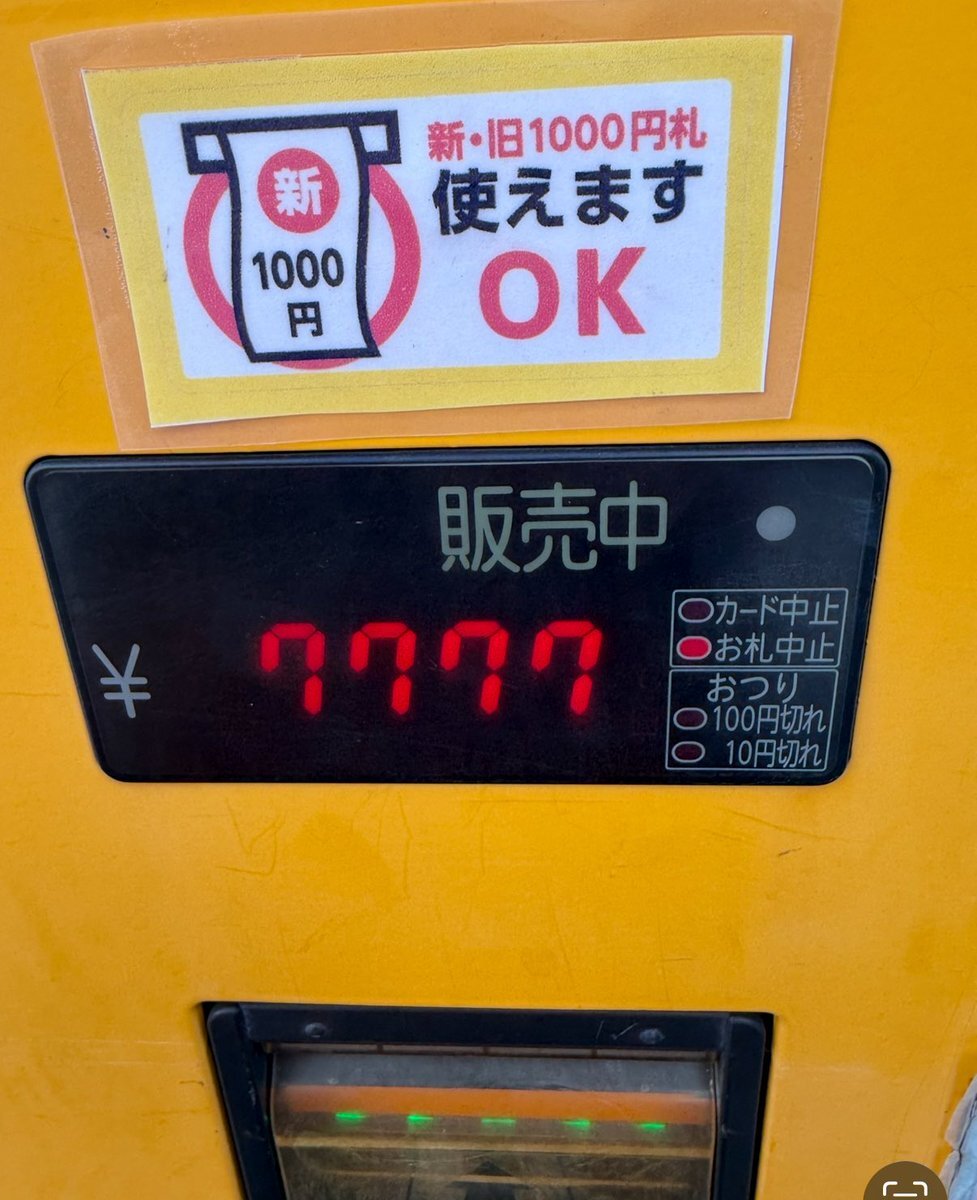 新
1000
円
新・旧1000円札
使えます
OK
販売中
¥
7777
カード中止
お札中止
おつり
100円切れ
10円切れ